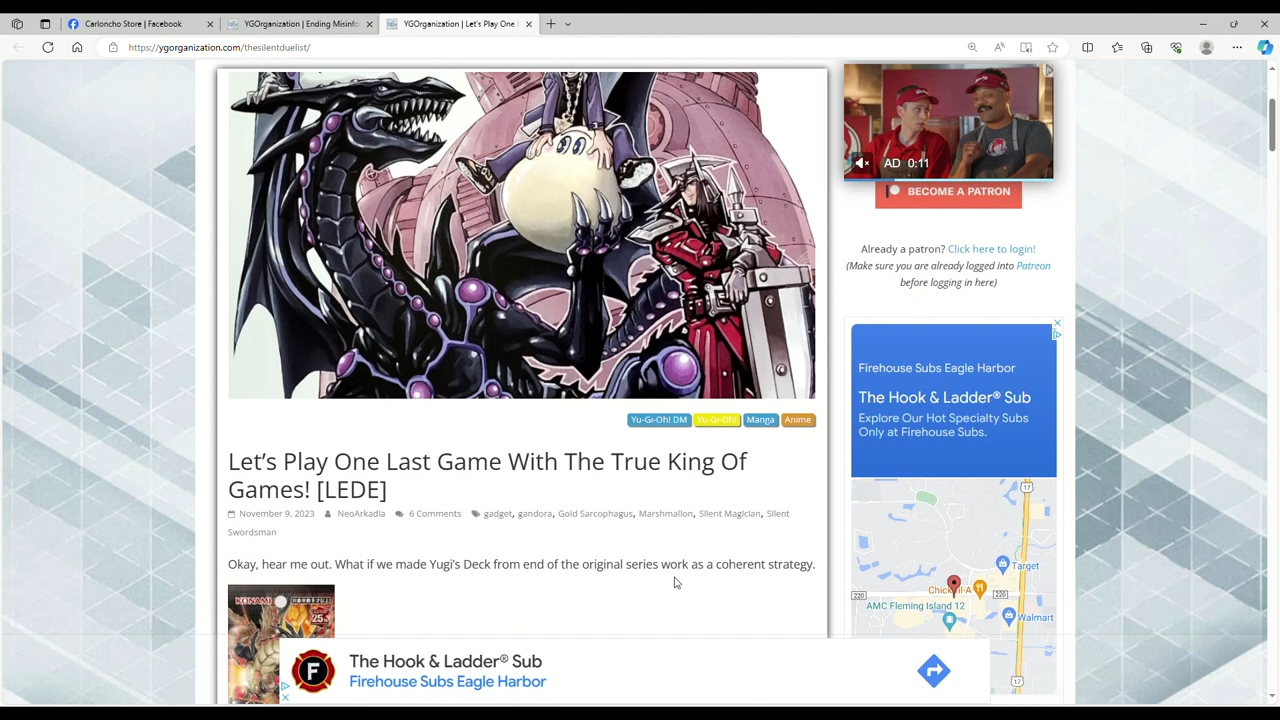 Carloncho Store | Facebook
YGOrganization | Ending Misinfo
YGOrganization | Let's Play One
https://ygorganization.com/thesilentduelist/
AD 0:11
BECOME A PATRON
Already a patron? Click here to login!
(Make sure you are already logged into Patreon
before logging in here)
Yu-Gi-Oh! DM
Yu-Gi-Oh!
Manga
Anime
Let's Play One Last Game With The True King Of
Games! [LEDE]
November 9, 2023 NeoArkadia 6 Comments gadget, gandora, Gold Sarcophagus, Marshmallon, Silent Magician, Silent
Swordsman
Okay, hear me out. What if we made Yugi's Deck from end of the original series work as a coherent strategy.
KONAMI
25
Firehouse Subs Eagle Harbor
The Hook & Ladder® Sub
Explore Our Hot Specialty Subs
Only at Firehouse Subs.
17
Target
Chick-fil-A
220
220
AMC Fleming Island 12
Walmart
17
F
The Hook & Ladder® Sub
Firehouse Subs Eagle Harbor